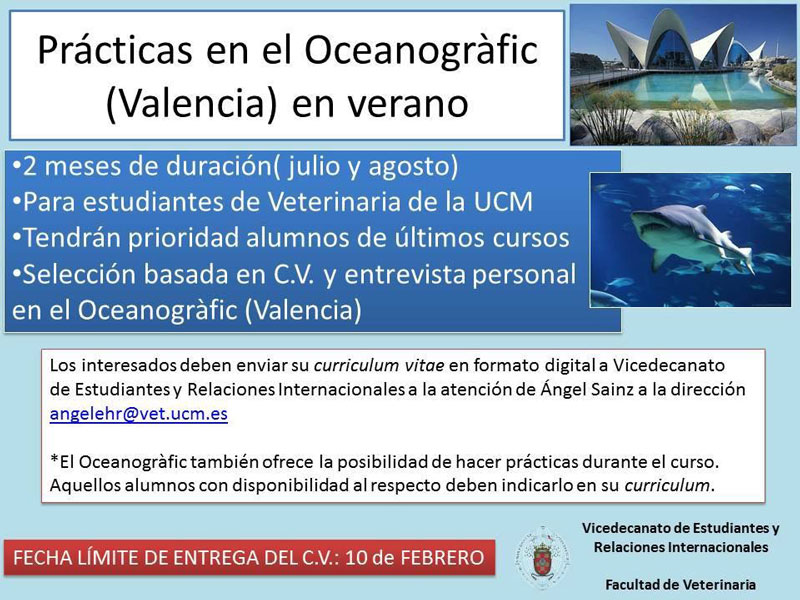 Prácticas en el Oceanogràfic
(Valencia) en verano
•2 meses de duración( julio y agosto)
•Para estudiantes de Veterinaria de la UCM
•Tendrán prioridad alumnos de últimos cursos
•Selección basada en C.V. y entrevista personal
en el Oceanogràfic (Valencia)
Los interesados deben enviar su curriculum vitae en formato digital a Vicedecanato
de Estudiantes y Relaciones Internacionales a la atención de Ángel Sainz a la dirección
angelehr@vet.ucm.es
*El Oceanogràfic también ofrece la posibilidad de hacer prácticas durante el curso.
Aquellos alumnos con disponibilidad al respecto deben indicarlo en su curriculum.
FECHA LÍMITE DE ENTREGA DEL C.V.: 10 de FEBRERO
Vicedecanato de Estudiantes y
Relaciones Internacionales
Facultad de Veterinaria